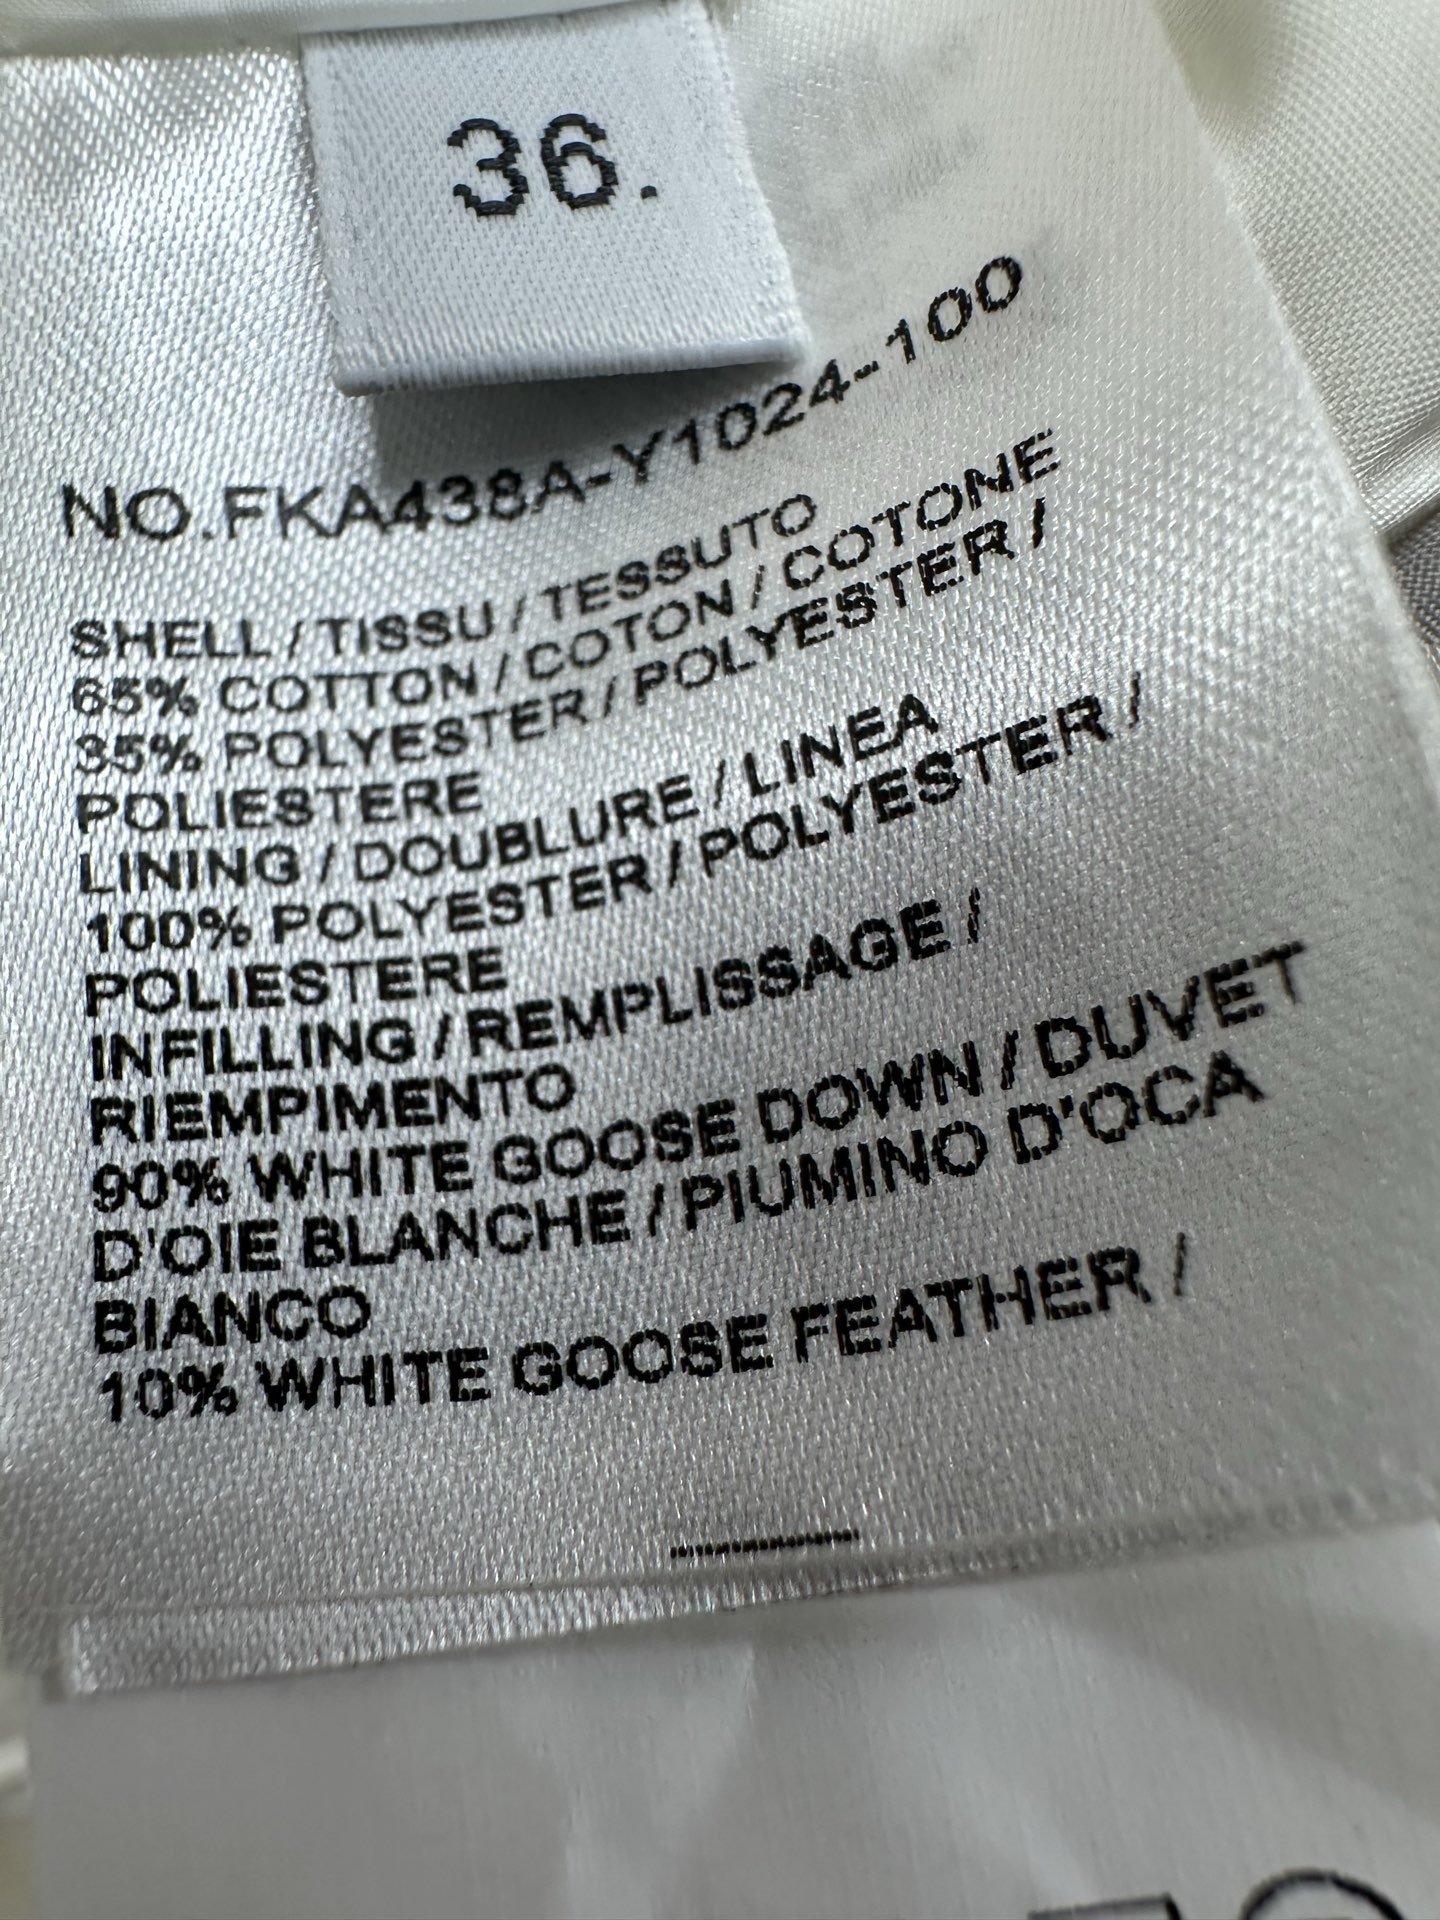 36.
NO.FKA438A-Y1024-100
SHELL / TISSU / TESSUTO
65% COTTON / COTON / COTONE
35% POLYESTER / POLYESTER /
POLIESTERE
LINING / DOUBLURE / LINEA
100% POLYESTER / POLYESTER /
POLIESTERE
INFILLING / REMPLISSAGE /
RIEMPIMENTO
90% WHITE GOOSE DOWN / DUVET
D'OIE BLANCHE / PIUMINO D'OCA
BIANCO
10% WHITE GOOSE FEATHER /